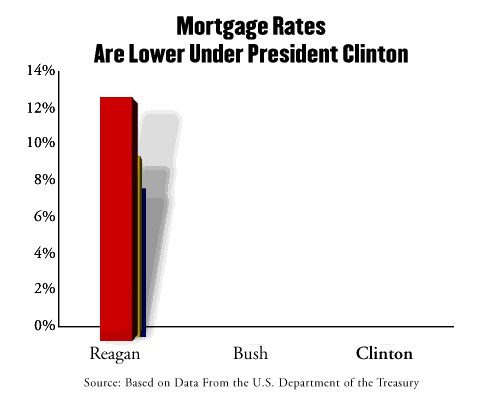 Mortgage Rates
Are Lower Under President Clinton
14%
12%
10%
8%
6%
4%
2%
0%
Reagan Bush Clinton
Source: Based on Data From the U.S. Department of the Treasury